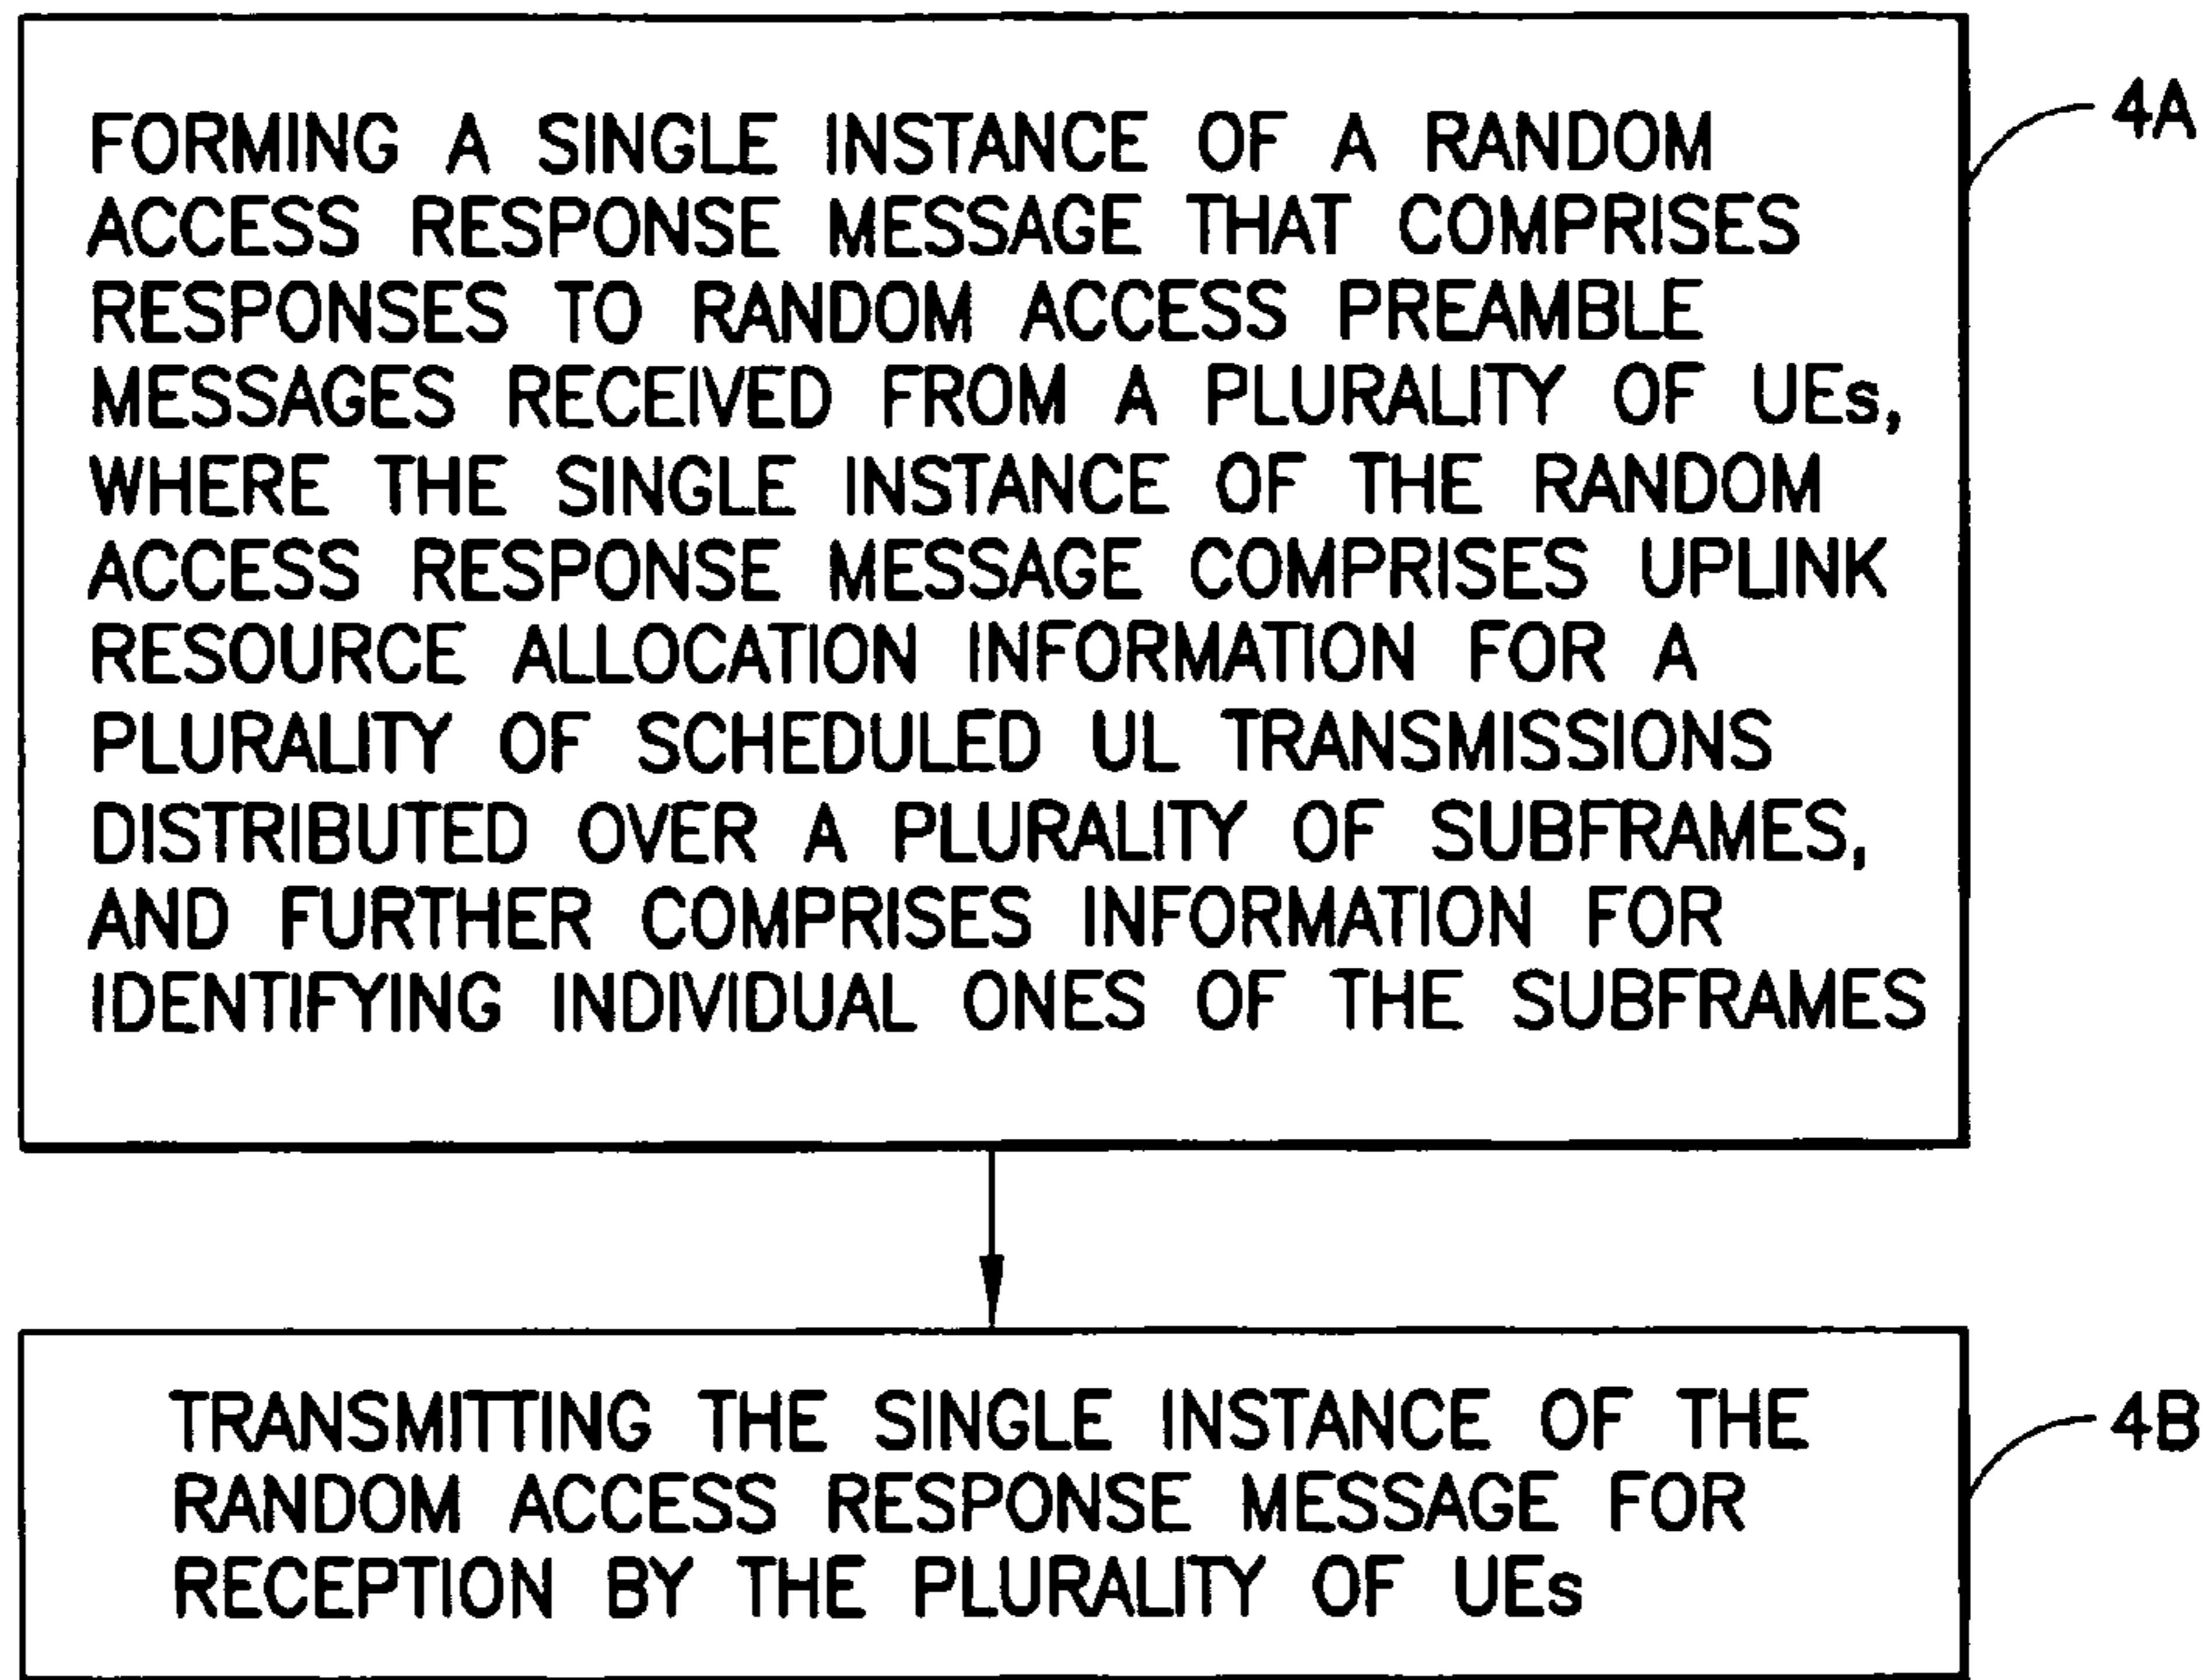 FORMING A SINGLE INSTANCE OF A RANDOM
ACCESS RESPONSE MESSAGE THAT COMPRISES
RESPONSES TO RANDOM ACCESS PREAMBLE
MESSAGES RECEIVED FROM A PLURALITY OF UEs,
WHERE THE SINGLE INSTANCE OF THE RANDOM
ACCESS RESPONSE MESSAGE COMPRISES UPLINK
RESOURCE ALLOCATION INFORMATION FOR A
PLURALITY OF SCHEDULED UL TRANSMISSIONS
DISTRIBUTED OVER A PLURALITY OF SUBFRAMES,
AND FURTHER COMPRISES INFORMATION FOR
IDENTIFYING INDIVIDUAL ONES OF THE SUBFRAMES
4A
TRANSMITTING THE SINGLE INSTANCE OF THE
RANDOM ACCESS RESPONSE MESSAGE FOR
RECEPTION BY THE PLURALITY OF UEs
4B